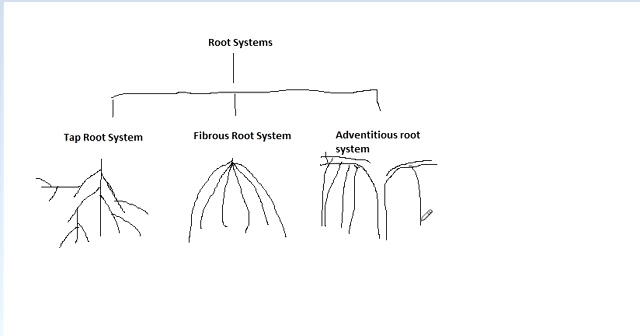 Root Systems
Tap Root System
Fibrous Root System
Adventitious root
system